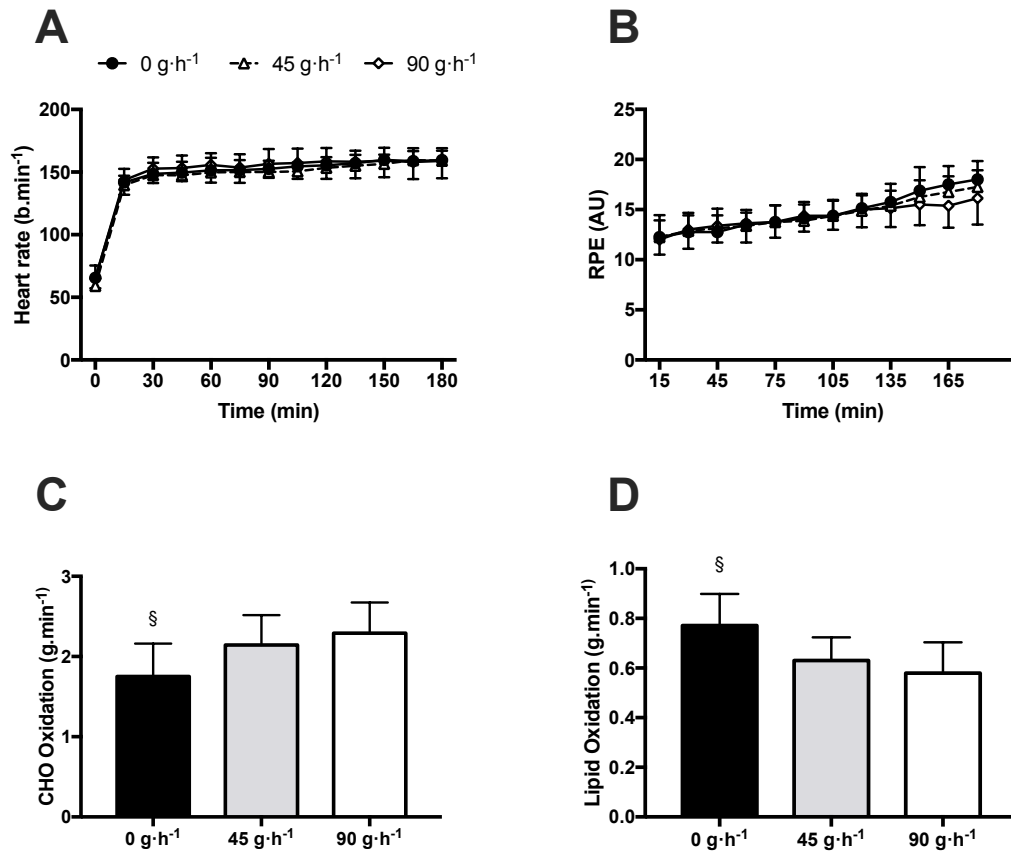 A
B
0 g·h⁻¹ 45 g·h⁻¹ 90 g·h⁻¹
Heart rate (b.min⁻¹)
200
150
100
50
0
0 30 60 90 120 150 180
Time (min)
RPE (AU)
25
20
15
10
5
0
15 45 75 105 135 165
Time (min)
C
D
CHO Oxidation (g.min⁻¹)
3
2
1
0
§
0 g·h⁻¹ 45 g·h⁻¹ 90 g·h⁻¹
Lipid Oxidation (g.min⁻¹)
1.0
0.8
0.6
0.4
0.2
0.0
§
0 g·h⁻¹ 45 g·h⁻¹ 90 g·h⁻¹